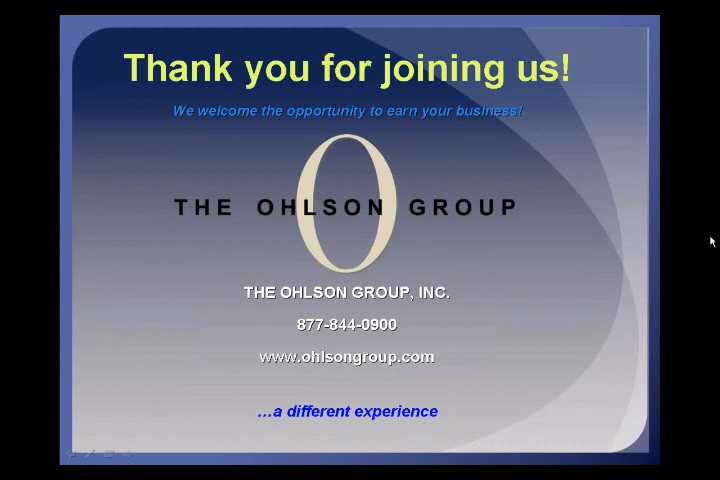 Thank you for joining us!
We welcome the opportunity to earn your business!
THE OHLSON GROUP
THE OHLSON GROUP, INC.
877-844-0900
www.ohlsongroup.com
...a different experience